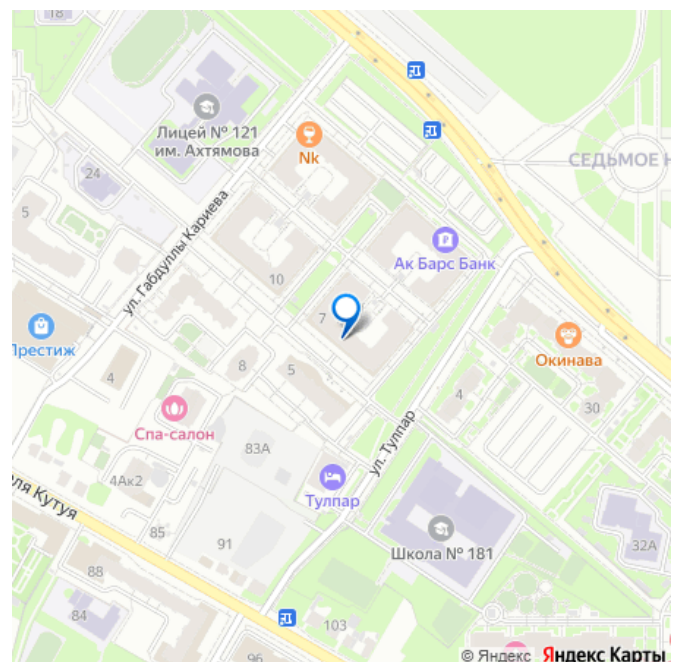 18
Лицей № 121
им. Ахтямова
Nk
24
СЕДЬМОЕ Н
5
ул. Габдуллы Кариева
Ак Барс Банк
10
7
Престиж
Окинава
8
5
4
4
30
Спа-салон
ул. Тулпар
83А
4Ак2
Тулпар
еля Кутуя
85
91
Школа № 181
32А
88
84
103
96
© Яндекс Яндекс Карты